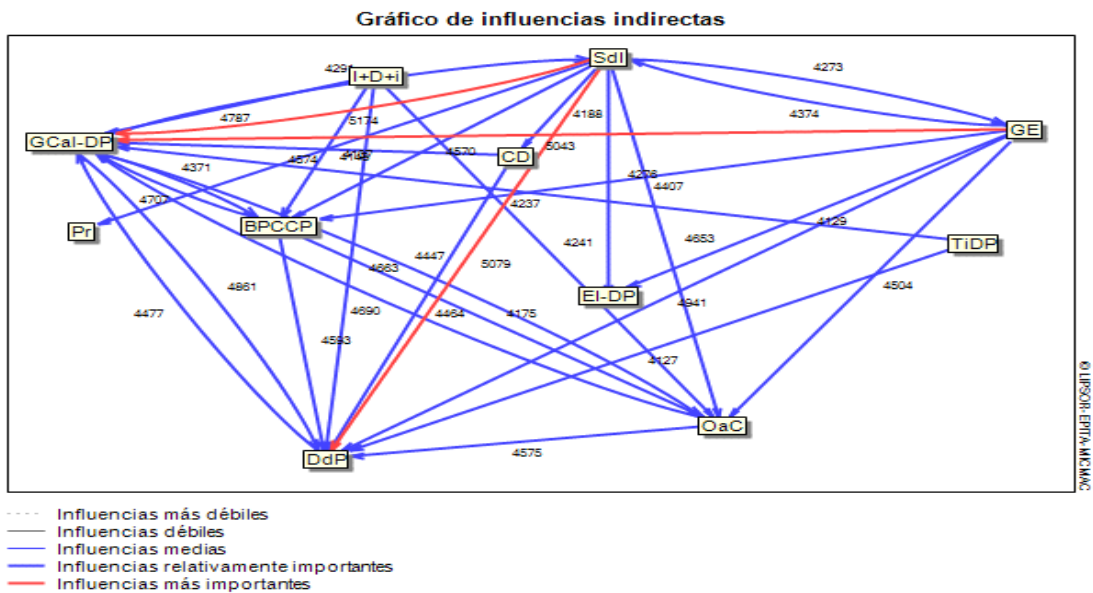 Gráfico de influencias indirectas
SdI
4291
I+D+i
4273
4787
5174
4188
4374
GE
GCal-DP
4570
5043
CD
4371
4276
4407
4707
4237
4129
Pr
BPCCP
4447
4241
4653
TiDP
4663
5079
EI-DP
4504
4861
4941
4477
4690
4464
4175
4593
4127
OaC
4575
DdP
© LIPSOR-EPITA-MICMAC
Influencias más débiles
Influencias débiles
Influencias medias
Influencias relativamente importantes
Influencias más importantes